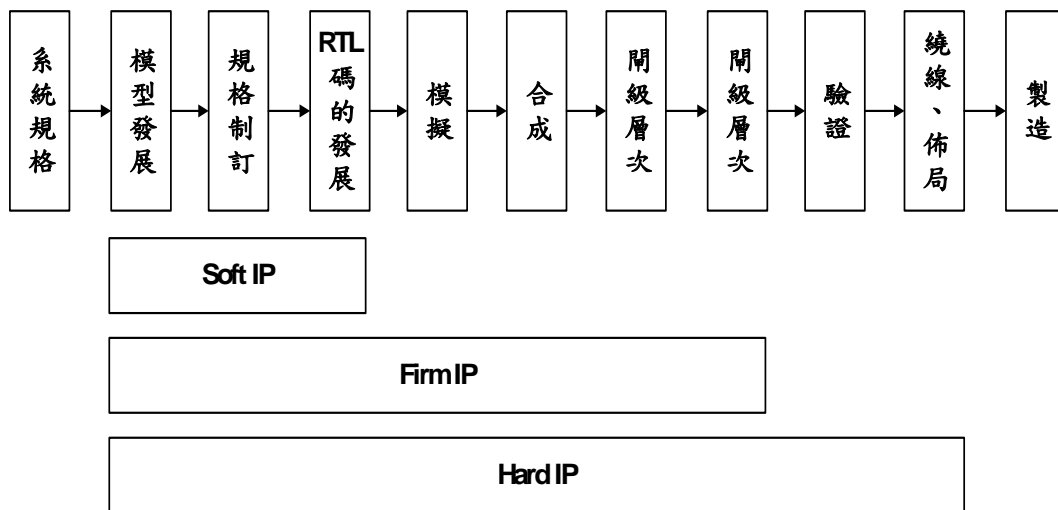 系統規格
模型發展
規格制訂
RTL碼的發展
模擬
合成
閘級層次
閘級層次
驗證
繞線、佈局
製造
Soft IP
Firm IP
Hard IP